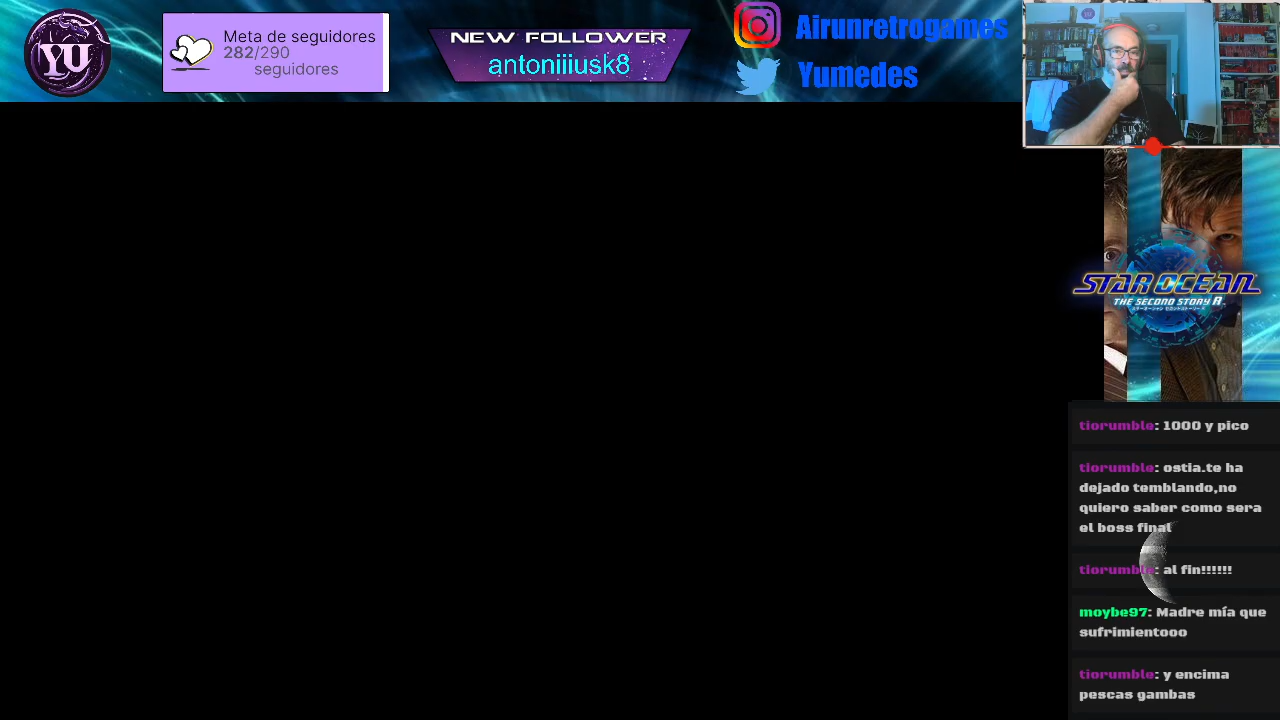 YU
Meta de seguidores
282/290
seguidores
NEW FOLLOWER
antoniiiusk8
Airunretrogames
Yumedes
STAR OCEAN
THE SECOND STORY R
tiorumble: 1000 y pico
tiorumble: ostia.te ha
dejado temblando,no
quiero saber como sera
el boss final
tiorumble: al fin!!!!!!
moybe97: Madre mía que
sufrimientooo
tiorumble: y encima
pescas gambas